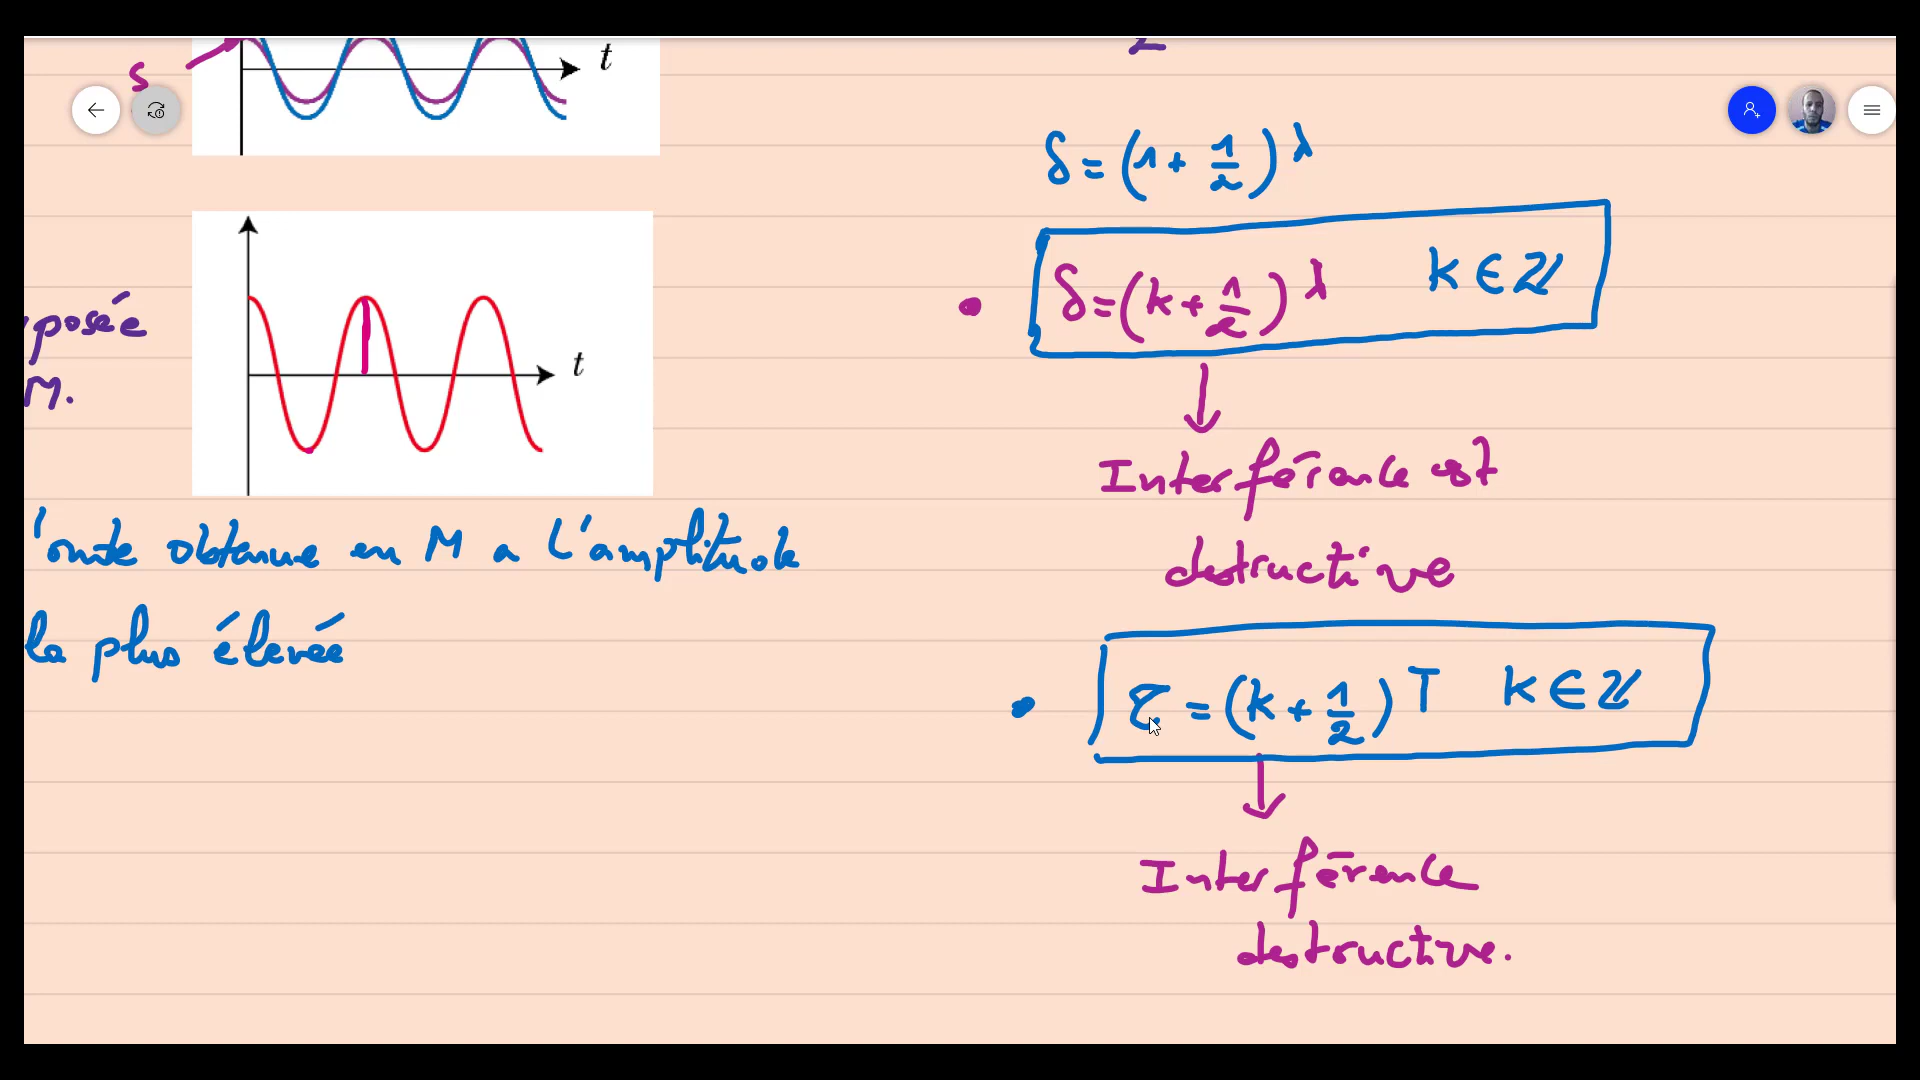 S
t
t
posée
M.
l'onde obtenue en M a l'amplitude
la plus élevée
2
δ = (1 + 1/2) λ
• δ = (k + 1/2) λ k ∈ ℤ
Interférence est
destructive
• τ = (k + 1/2) T k ∈ ℤ
Interférence
destructive.